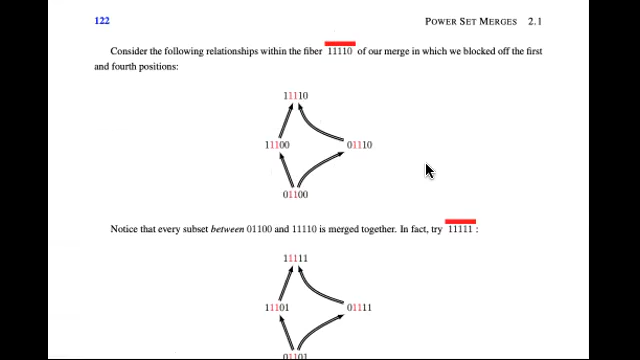 122 POWER SET MERGES 2.1
Consider the following relationships within the fiber 11110 of our merge in which we blocked off the first
and fourth positions:
11110
11100 01110
01100
Notice that every subset between 01100 and 11110 is merged together. In fact, try 11111 :
11111
11101 01111
01101